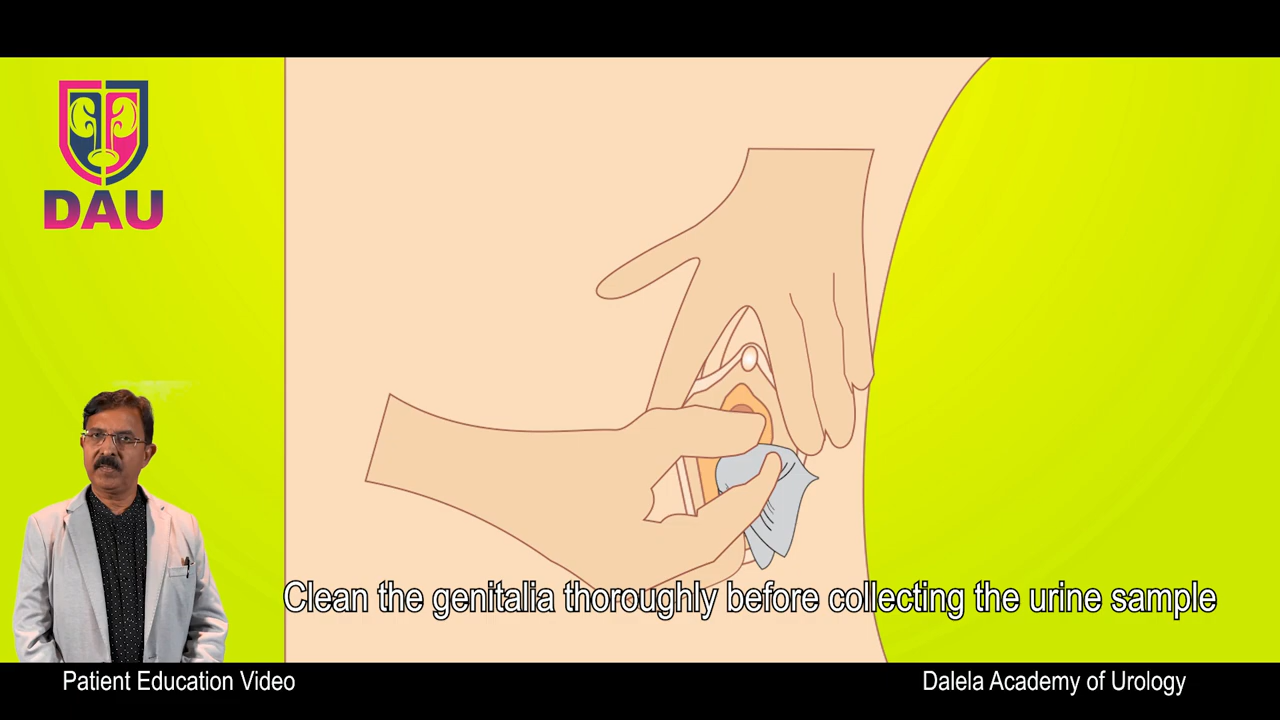 DAU
Clean the genitalia thoroughly before collecting the urine sample
Patient Education Video
Dalela Academy of Urology